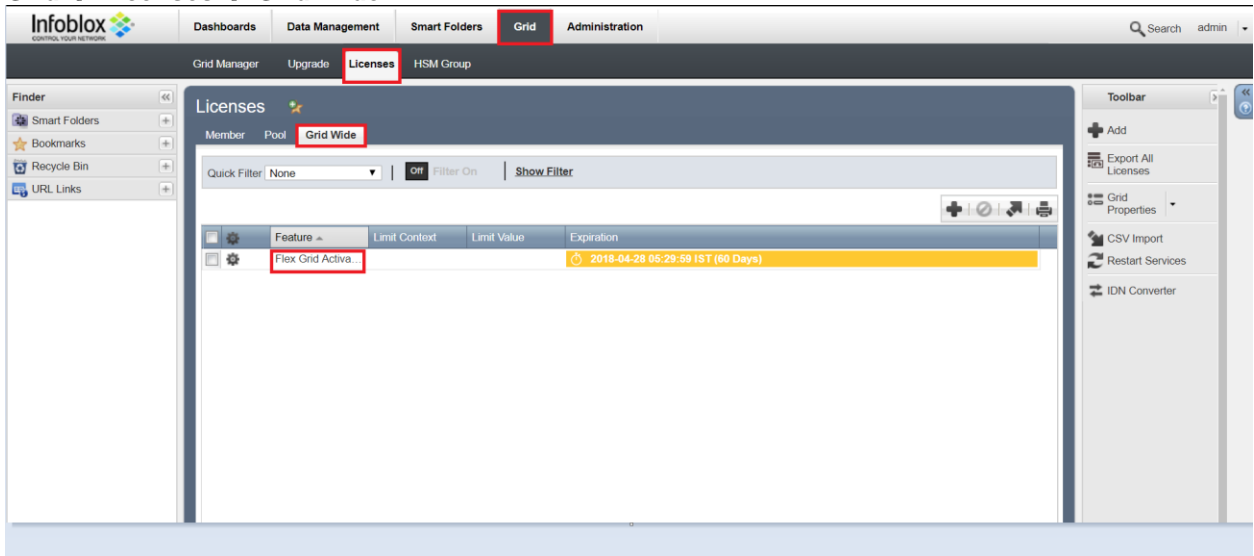 Infoblox
CONTROL YOUR NETWORK
Dashboards Data Management Smart Folders Grid Administration
Search admin
Grid Manager Upgrade Licenses HSM Group
Finder
Smart Folders
Bookmarks
Recycle Bin
URL Links
Licenses
Member Pool Grid Wide
Quick Filter None Off Filter On Show Filter
Feature Limit Context Limit Value Expiration
Flex Grid Activa... 2018-04-28 05:29:59 IST (60 Days)
Toolbar
Add
Export All
Licenses
Grid
Properties
CSV Import
Restart Services
IDN Converter